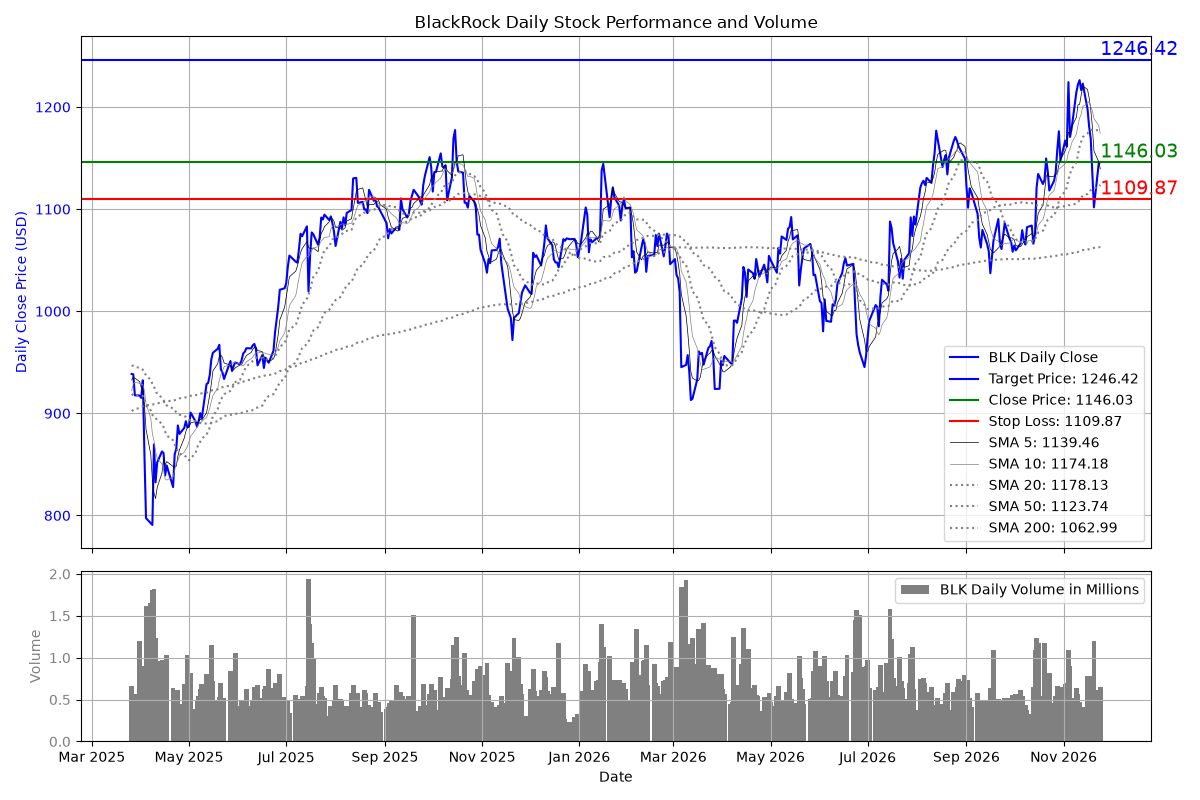 BlackRock Daily Stock Performance and Volume
1246.42
1200
1146.03
1109.87
1100
1000
900
800
Daily Close Price (USD)
BLK Daily Close
Target Price: 1246.42
Close Price: 1146.03
Stop Loss: 1109.87
SMA 5: 1139.46
SMA 10: 1174.18
SMA 20: 1178.13
SMA 50: 1123.74
SMA 200: 1062.99
2.0
1.5
1.0
0.5
0.0
Volume
BLK Daily Volume in Millions
Mar 2025 May 2025 Jul 2025 Sep 2025 Nov 2025 Jan 2026 Mar 2026 May 2026 Jul 2026 Sep 2026 Nov 2026
Date